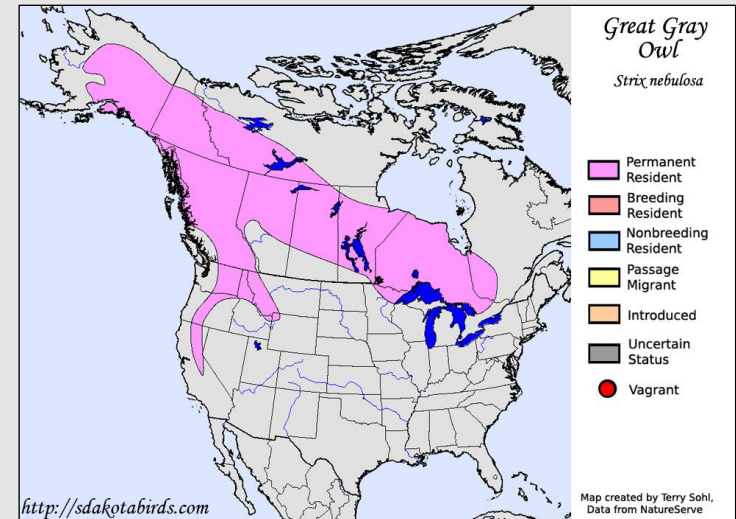 Great Gray
Owl
Strix nebulosa
Permanent
Resident
Breeding
Resident
Nonbreeding
Resident
Passage
Migrant
Introduced
Uncertain
Status
Vagrant
http://sdakotabirds.com
Map created by Terry Sohl,
Data from NatureServe